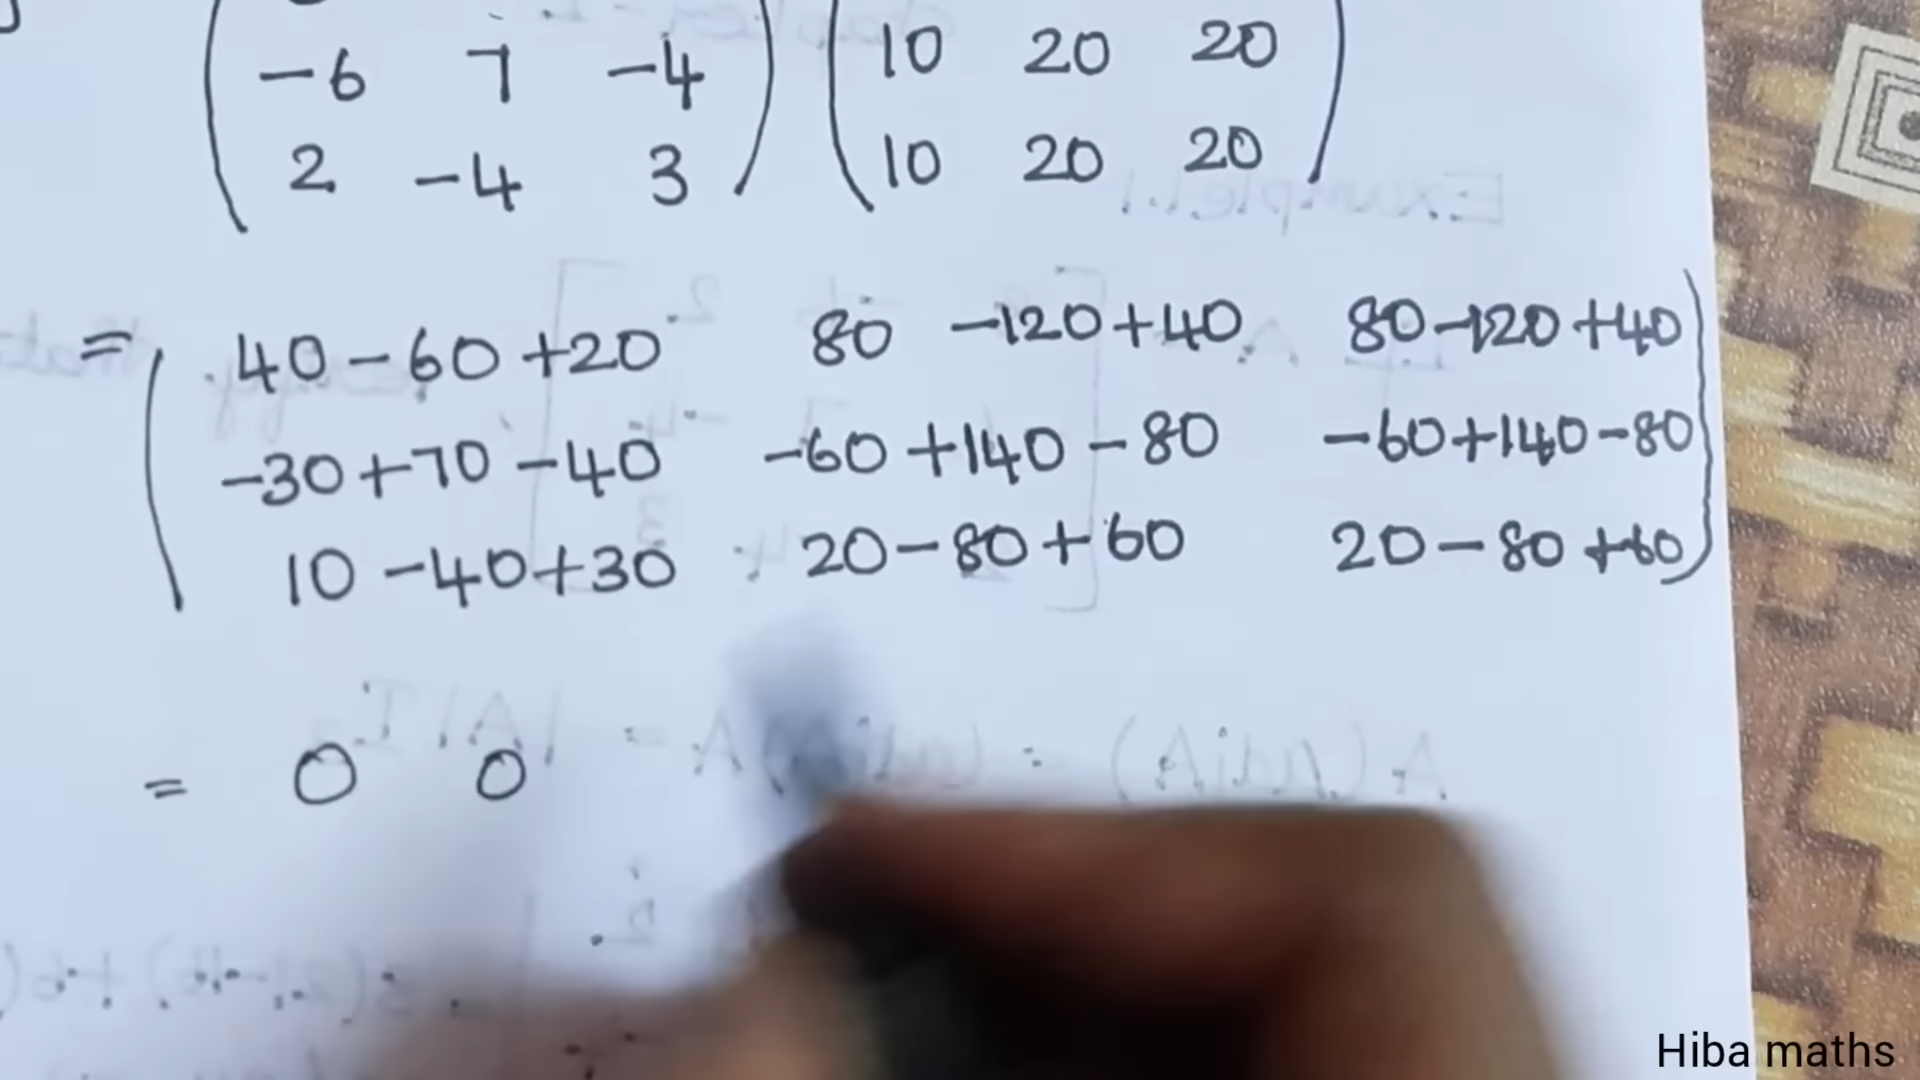 -6 7 -4 10 20 20
2 -4 3 10 20 20
= 40-60+20 80 -120+40 80-120+40
-30+70-40 -60+140-80 -60+140-80
10-40+30 20-80+60 20-80+60
= 0 0
Hiba maths